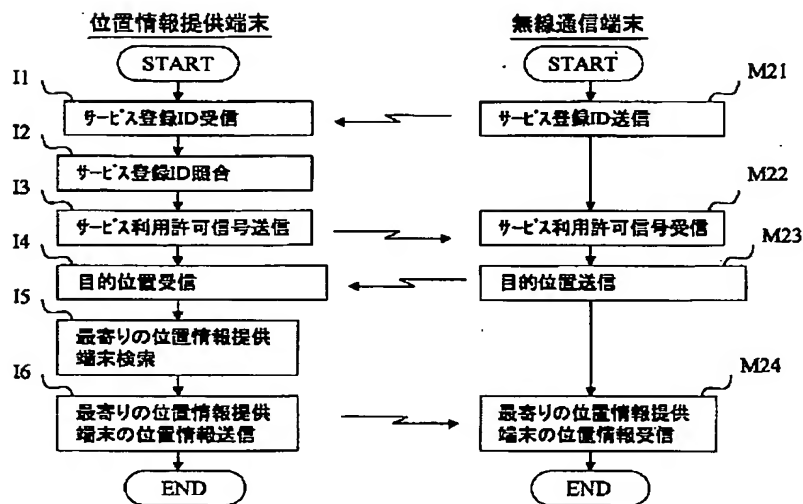 位置情報提供端末
無線通信端末
START
START
I1
M21
サービス登録ID受信
サービス登録ID送信
I2
サービス登録ID照合
I3
M22
サービス利用許可信号送信
サービス利用許可信号受信
I4
M23
目的位置受信
目的位置送信
I5
最寄りの位置情報提供
端末検索
I6
M24
最寄りの位置情報提供
端末の位置情報送信
最寄りの位置情報提供
端末の位置情報受信
END
END